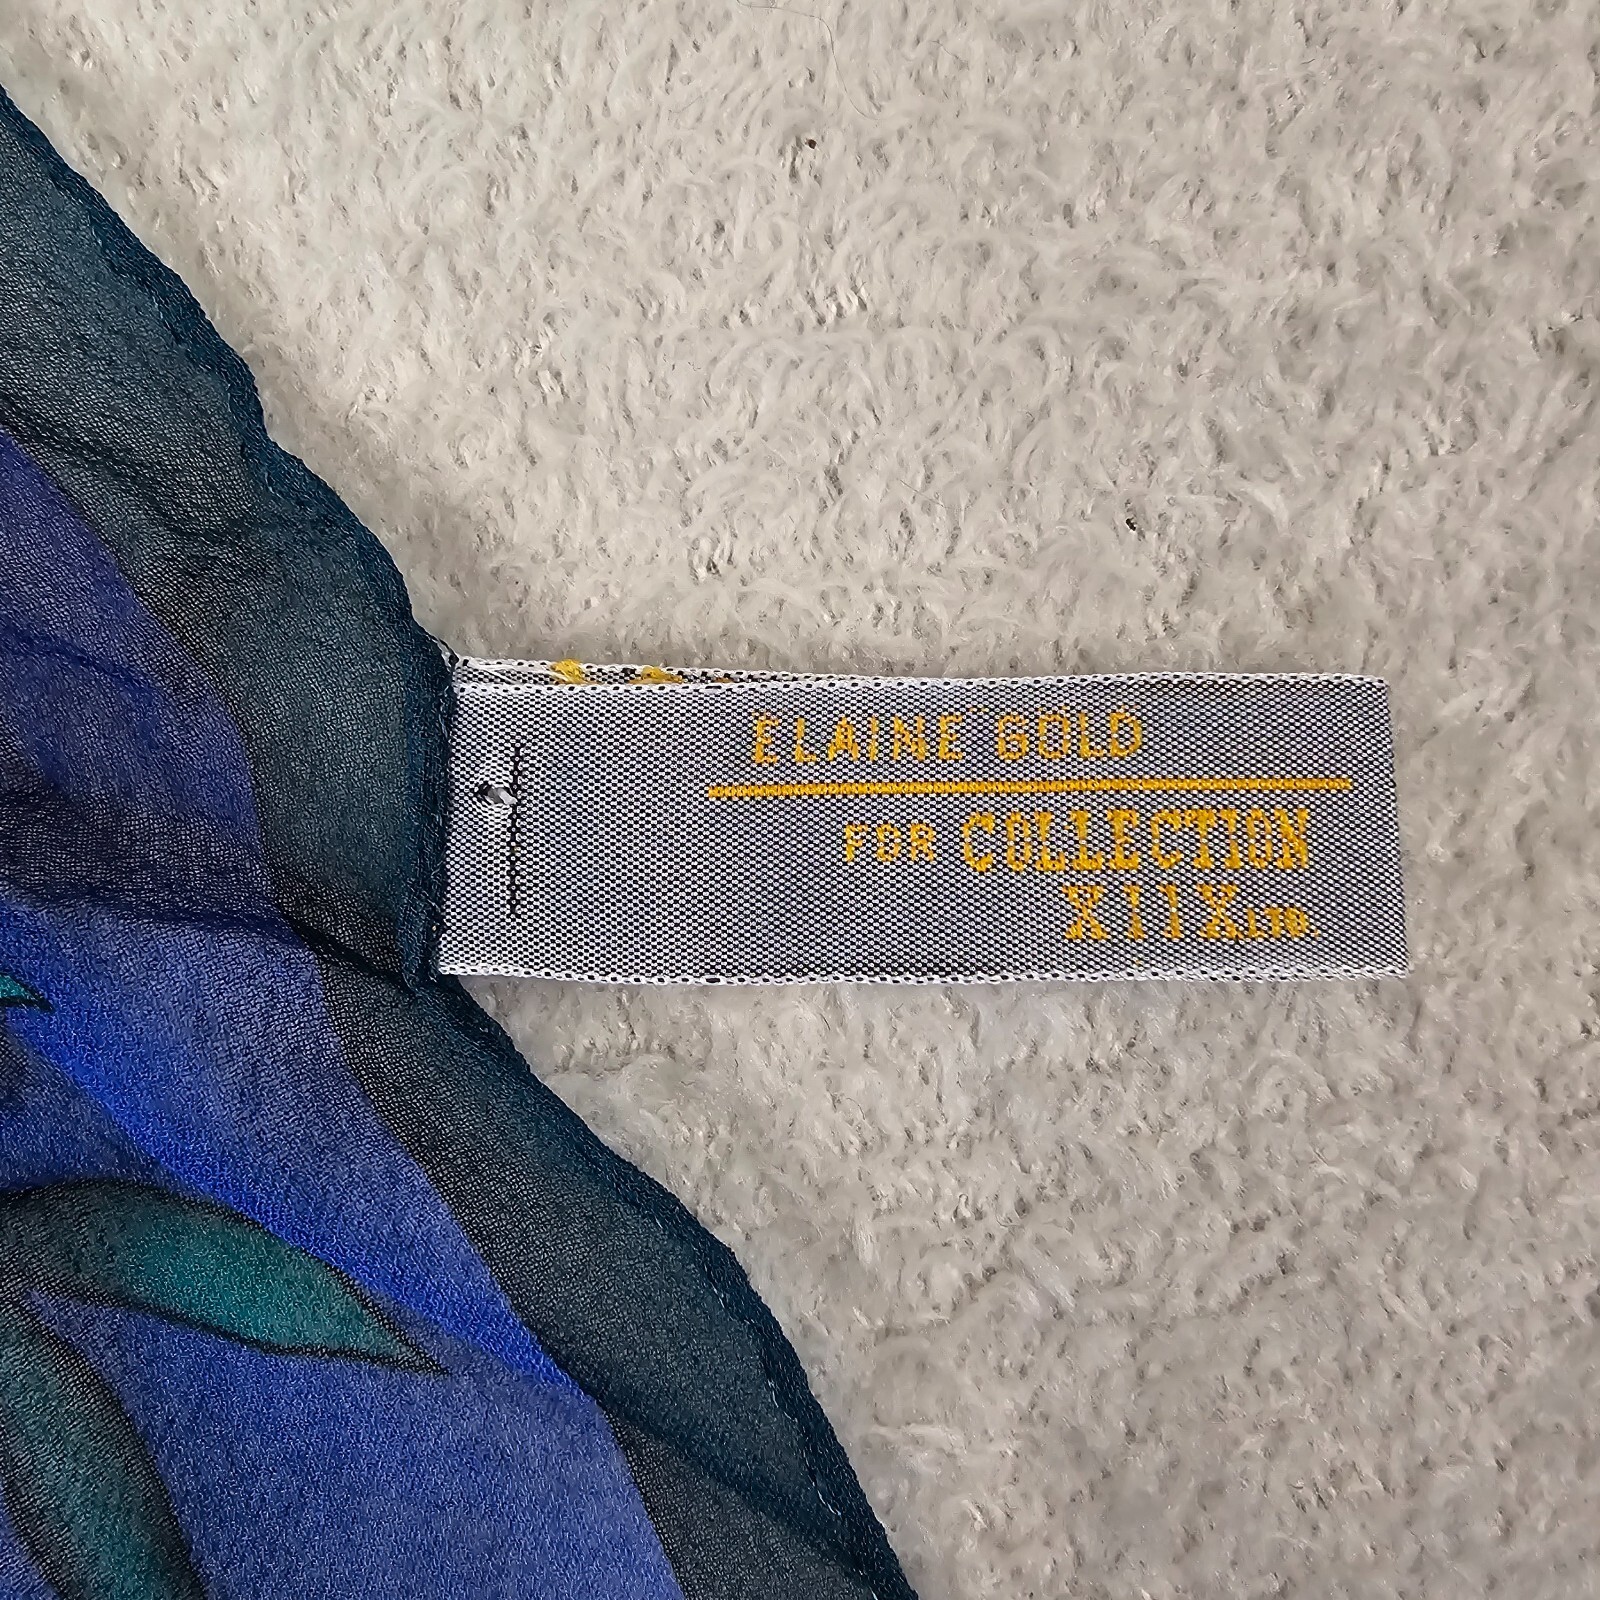 ELAINE GOLD
FOR COLLECTION
XIIX LTD.